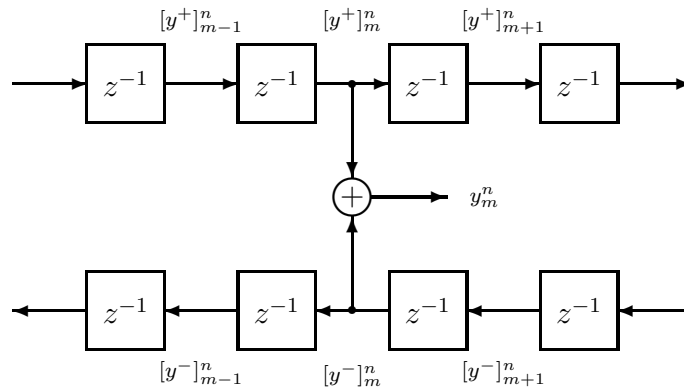 [y⁺]ⁿₘ₋₁ [y⁺]ⁿₘ [y⁺]ⁿₘ₊₁
z⁻¹ z⁻¹ z⁻¹ z⁻¹
+ yⁿₘ
z⁻¹ z⁻¹ z⁻¹ z⁻¹
[y⁻]ⁿₘ₋₁ [y⁻]ⁿₘ [y⁻]ⁿₘ₊₁